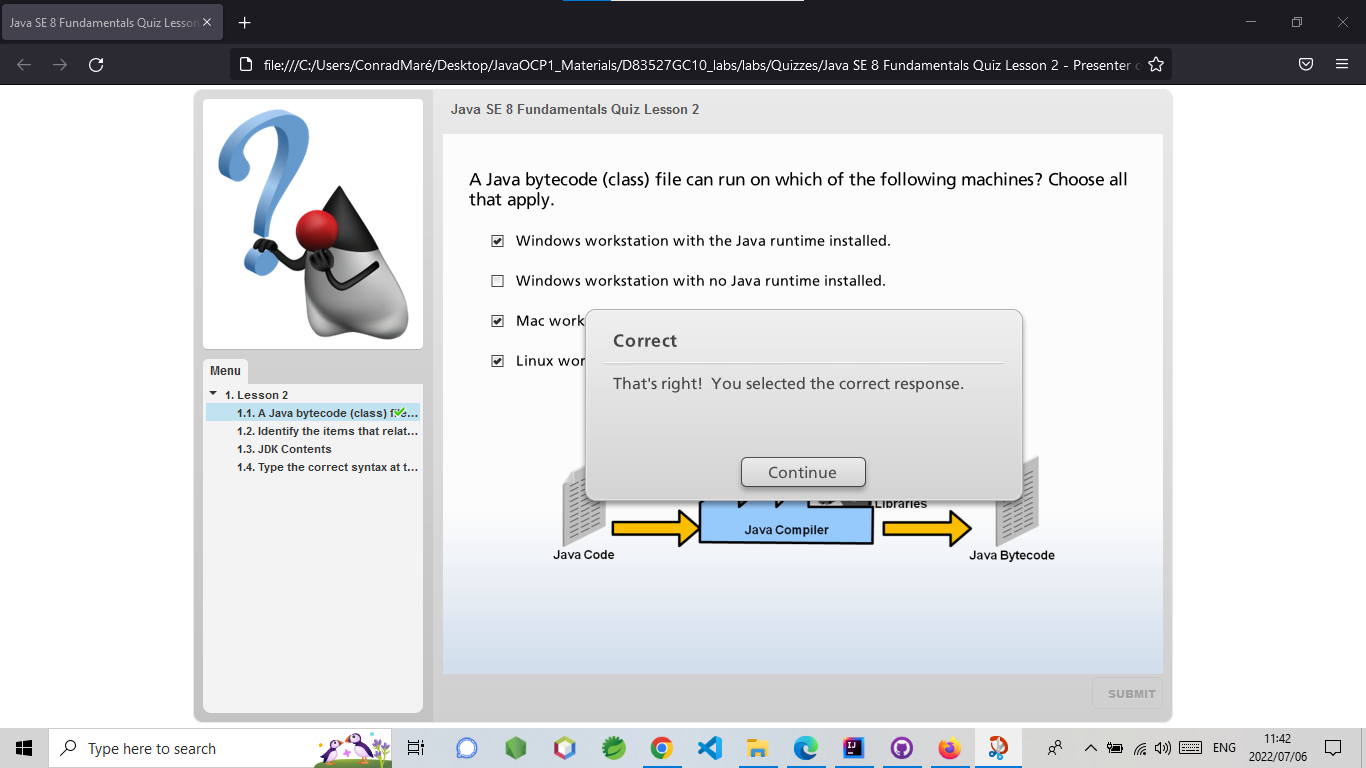 Java SE 8 Fundamentals Quiz Lesson
file:///C:/Users/ConradMaré/Desktop/JavaOCP1_Materials/D83527GC10_labs/labs/Quizzes/Java SE 8 Fundamentals Quiz Lesson 2 - Presenter
Java SE 8 Fundamentals Quiz Lesson 2
A Java bytecode (class) file can run on which of the following machines? Choose all
that apply.
Windows workstation with the Java runtime installed.
Windows workstation with no Java runtime installed.
Mac work
Linux wor
Correct
That's right! You selected the correct response.
Continue
Libraries
Java Compiler
Java Code
Java Bytecode
SUBMIT
Menu
1. Lesson 2
1.1. A Java bytecode (class) file...
1.2. Identify the items that relat...
1.3. JDK Contents
1.4. Type the correct syntax at t...
Type here to search
ENG
11:42
2022/07/06